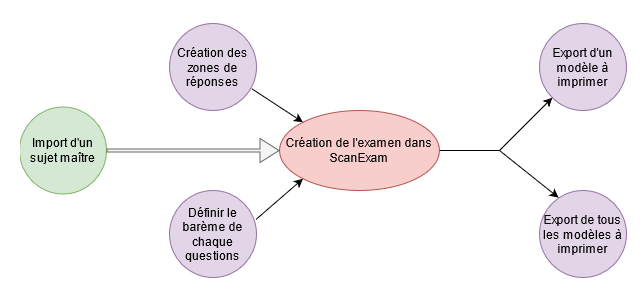 Création des
zones de
réponses
Export d'un
modèle à
imprimer
Import d'un
sujet maître
Création de l'examen dans
ScanExam
Définir le
barème de
chaque
questions
Export de tous
les modèles à
imprimer